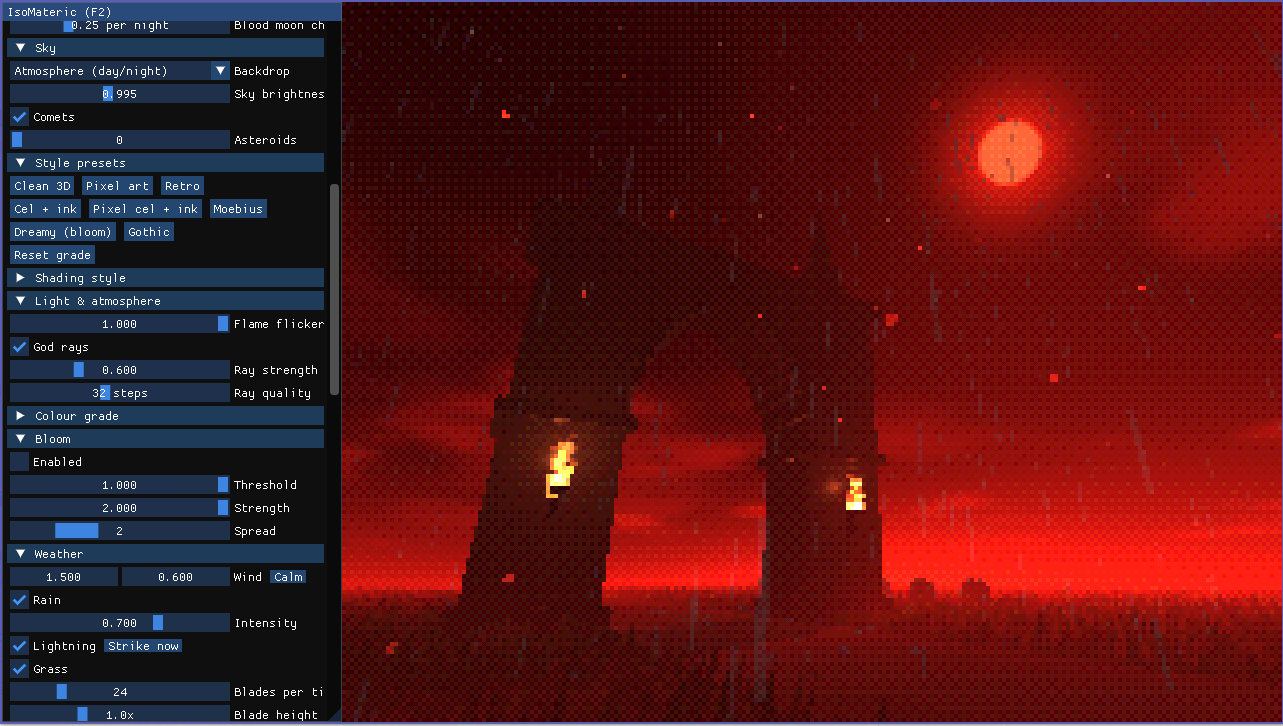 IsoMateric (F2)
0.25 per night Blood moon ch
Sky
Atmosphere (day/night) Backdrop
0.995 Sky brightnes
Comets
0 Asteroids
Style presets
Clean 3D Pixel art Retro
Cel + ink Pixel cel + ink Moebius
Dreamy (bloom) Gothic
Reset grade
Shading style
Light & atmosphere
1.000 Flame flicker
God rays
0.600 Ray strength
32 steps Ray quality
Colour grade
Bloom
Enabled
1.000 Threshold
2.000 Strength
2 Spread
Weather
1.500 0.600 Wind Calm
Rain
0.700 Intensity
Lightning Strike now
Grass
24 Blades per ti
1.0x Blade height